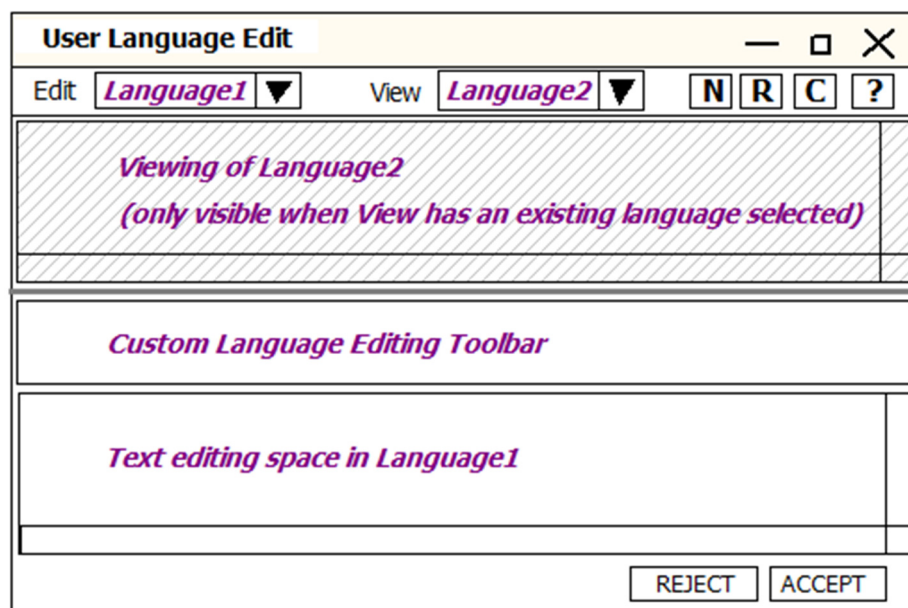 User Language Edit
Edit Language1 View Language2 N R C ?
Viewing of Language2
(only visible when View has an existing language selected)
Custom Language Editing Toolbar
Text editing space in Language1
REJECT ACCEPT